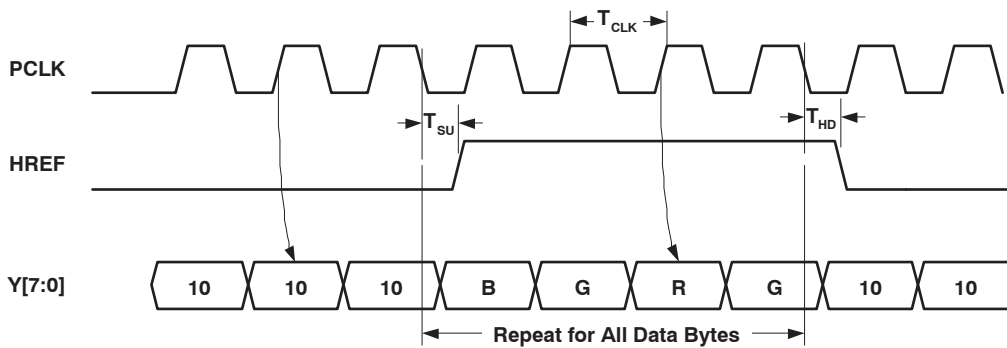 T_CLK
PCLK
T_SU
T_HD
HREF
Y[7:0] 10 10 10 B G R G 10 10
Repeat for All Data Bytes